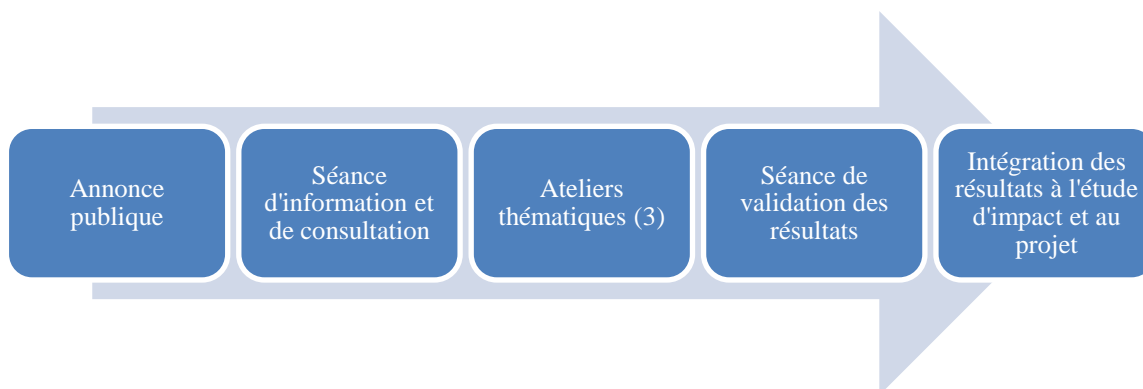 Annonce
publique
Séance
d'information et
de consultation
Ateliers
thématiques (3)
Séance de
validation des
résultats
Intégration des
résultats à l'étude
d'impact et au
projet